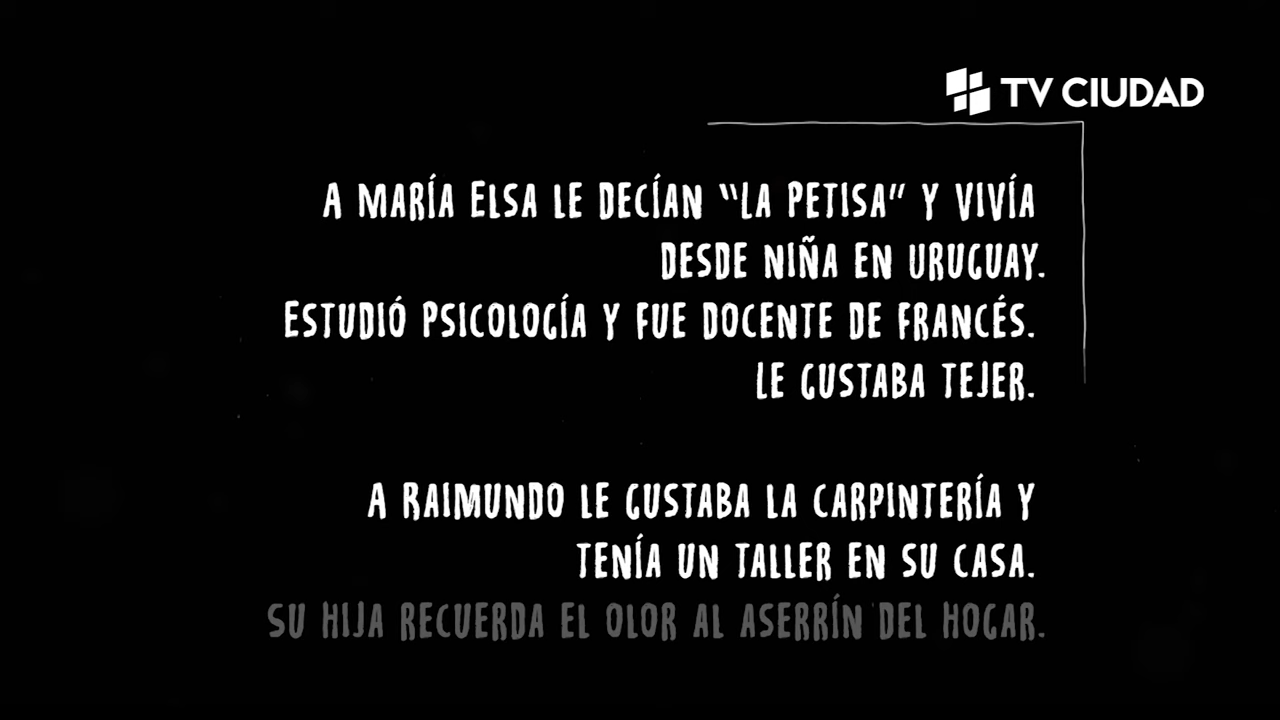 TV CIUDAD
A MARÍA ELSA LE DECÍAN “LA PETISA” Y VIVÍA
DESDE NIÑA EN URUGUAY.
ESTUDIÓ PSICOLOGÍA Y FUE DOCENTE DE FRANCÉS.
LE GUSTABA TEJER.
A RAIMUNDO LE GUSTABA LA CARPINTERÍA Y
TENÍA UN TALLER EN SU CASA.
SU HIJA RECUERDA EL OLOR AL ASERRÍN DEL HOGAR.